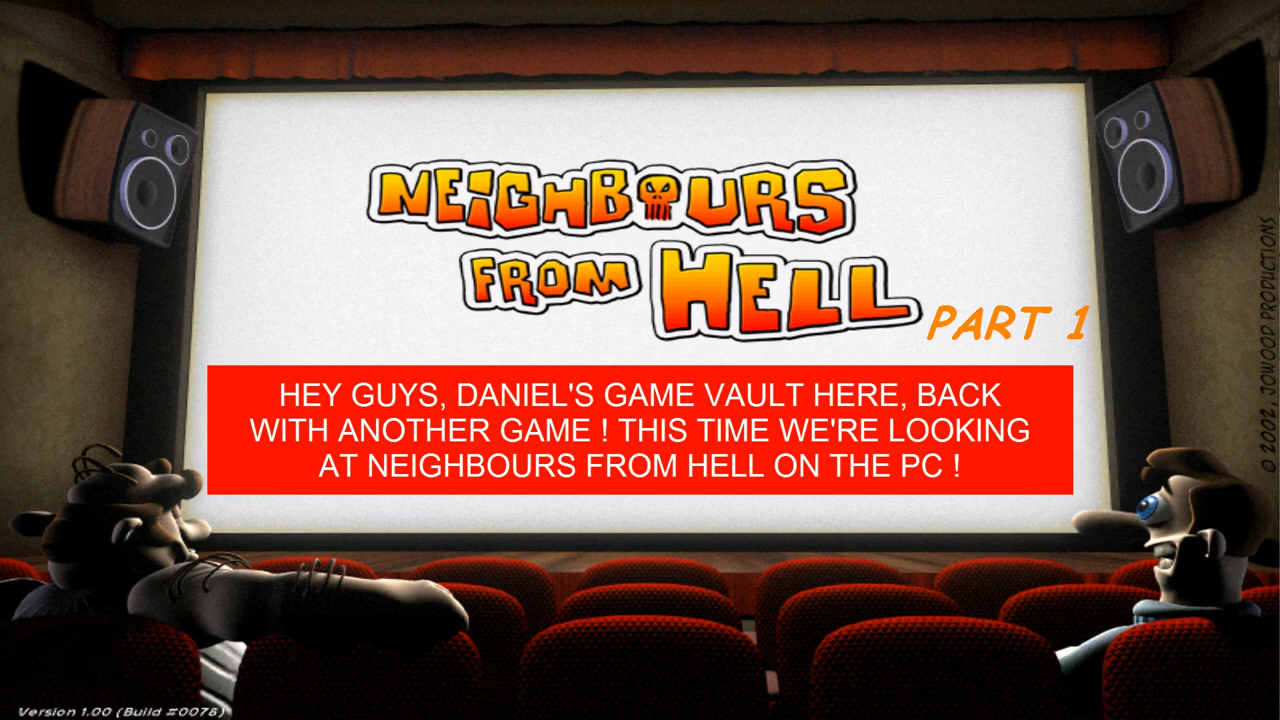 NEIGHBOURS
FROM HELL
PART 1
HEY GUYS, DANIEL'S GAME VAULT HERE, BACK
WITH ANOTHER GAME ! THIS TIME WE'RE LOOKING
AT NEIGHBOURS FROM HELL ON THE PC !
© 2002 JOWOOD PRODUCTIONS
Version 1.00 (Build #0078)